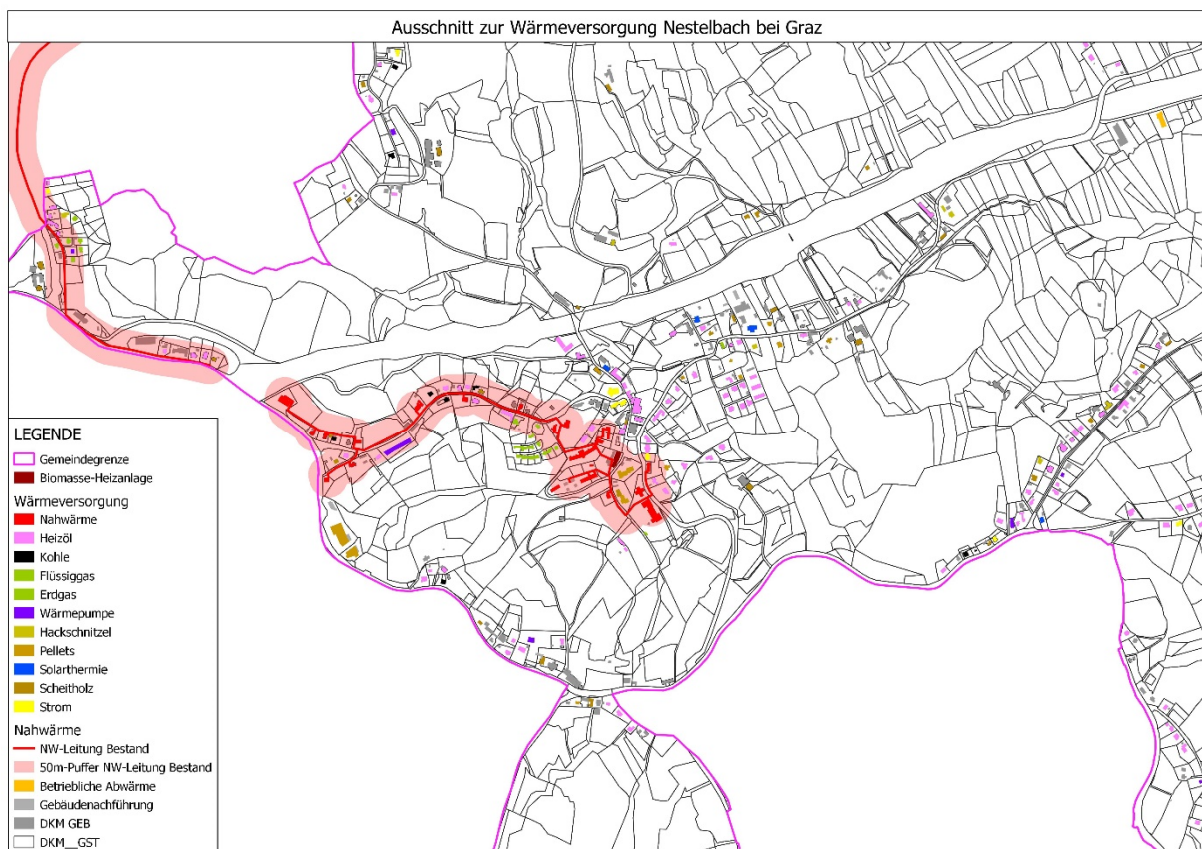 Ausschnitt zur Wärmeversorgung Nestelbach bei Graz
LEGENDE
Gemeindegrenze
Biomasse-Heizanlage
Wärmeversorgung
Nahwärme
Heizöl
Kohle
Flüssiggas
Erdgas
Wärmepumpe
Hackschnitzel
Pellets
Solarthermie
Scheitholz
Strom
Nahwärme
NW-Leitung Bestand
50m-Puffer NW-Leitung Bestand
Betriebliche Abwärme
Gebäudenachführung
DKM GEB
DKM__GST